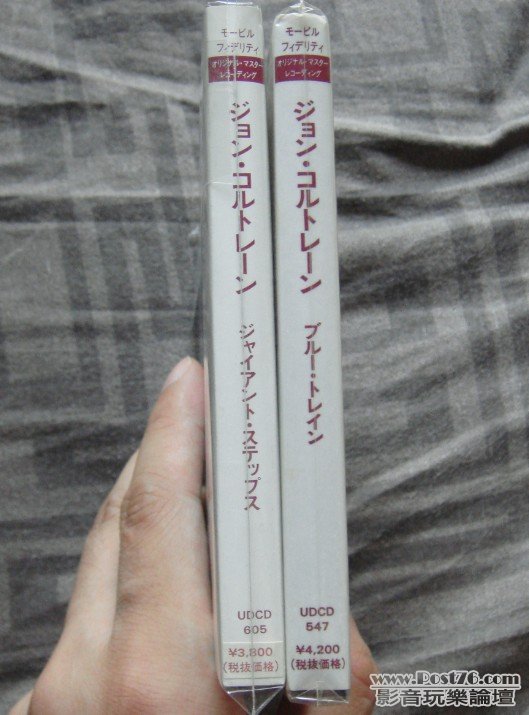 モービル
フィデリティ
オリジナル・マスター
レコーディング
ジョン・コルトレーン
ジャイアント・ステップス
UDCD
605
¥3,800
(税抜価格)
モービル
フィデリティ
オリジナル・マスター
レコーディング
ジョン・コルトレーン
ブルー・トレイン
UDCD
547
¥4,200
(税抜価格)
www.Post76.com
影音玩樂論壇